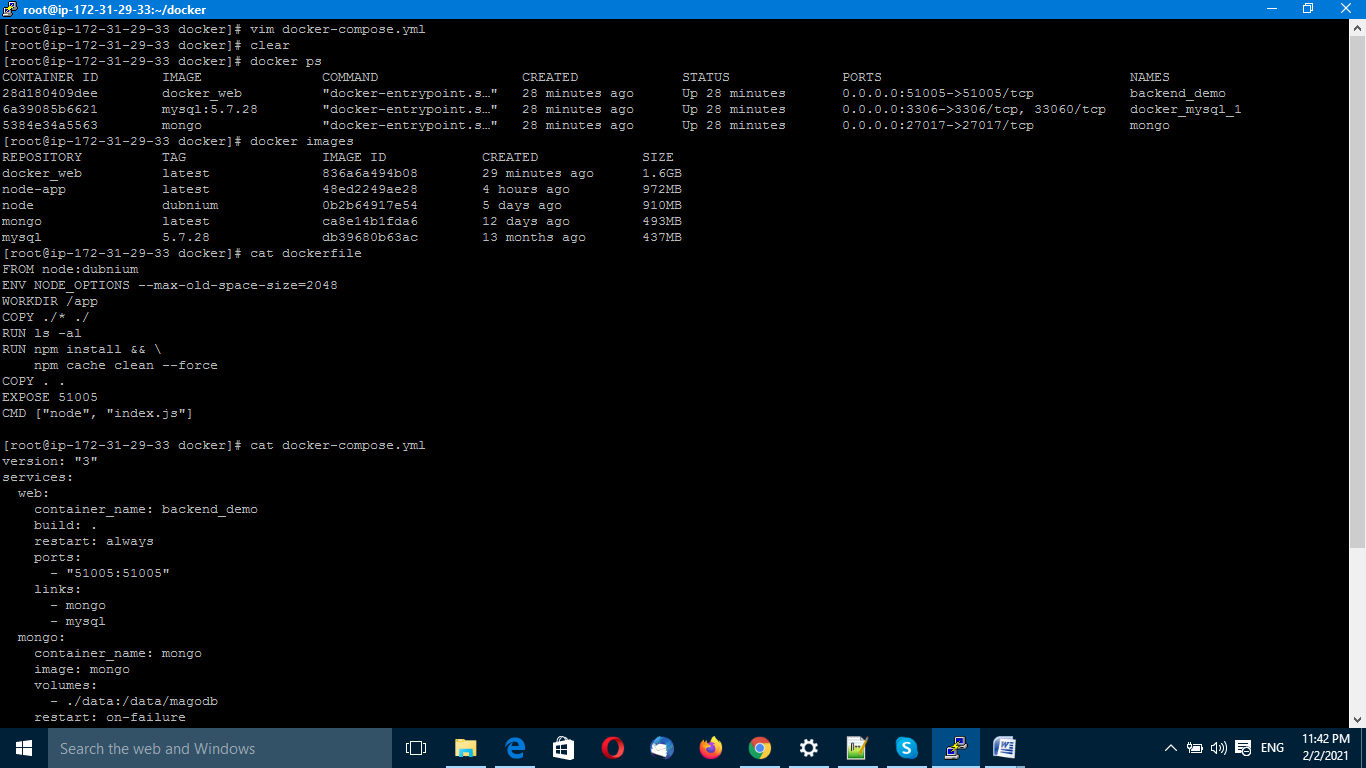 root@ip-172-31-29-33:~/docker
[root@ip-172-31-29-33 docker]# vim docker-compose.yml
[root@ip-172-31-29-33 docker]# clear
[root@ip-172-31-29-33 docker]# docker ps
CONTAINER ID        IMAGE               COMMAND                  CREATED             STATUS              PORTS                               NAMES
28d180409dee        docker_web          "docker-entrypoint.s…"   28 minutes ago      Up 28 minutes       0.0.0.0:51005->51005/tcp            backend_demo
6a39085b6621        mysql:5.7.28        "docker-entrypoint.s…"   28 minutes ago      Up 28 minutes       0.0.0.0:3306->3306/tcp, 33060/tcp   docker_mysql_1
5384e34a5563        mongo               "docker-entrypoint.s…"   28 minutes ago      Up 28 minutes       0.0.0.0:27017->27017/tcp            mongo
[root@ip-172-31-29-33 docker]# docker images
REPOSITORY          TAG                 IMAGE ID            CREATED             SIZE
docker_web          latest              836a6a494b08        29 minutes ago      1.6GB
node-app            latest              48ed2249ae28        4 hours ago         972MB
node                dubnium             0b2b64917e54        5 days ago          910MB
mongo               latest              ca8e14b1fda6        12 days ago         493MB
mysql               5.7.28              db39680b63ac        13 months ago       437MB
[root@ip-172-31-29-33 docker]# cat dockerfile
FROM node:dubnium
ENV NODE_OPTIONS --max-old-space-size=2048
WORKDIR /app
COPY ./* ./
RUN ls -al
RUN npm install && \
    npm cache clean --force
COPY . .
EXPOSE 51005
CMD ["node", "index.js"]
[root@ip-172-31-29-33 docker]# cat docker-compose.yml
version: "3"
services:
  web:
    container_name: backend_demo
    build: .
    restart: always
    ports:
      - "51005:51005"
    links:
      - mongo
      - mysql
  mongo:
    container_name: mongo
    image: mongo
    volumes:
      - ./data:/data/magodb
    restart: on-failure
Search the web and Windows
ENG
11:42 PM
2/2/2021